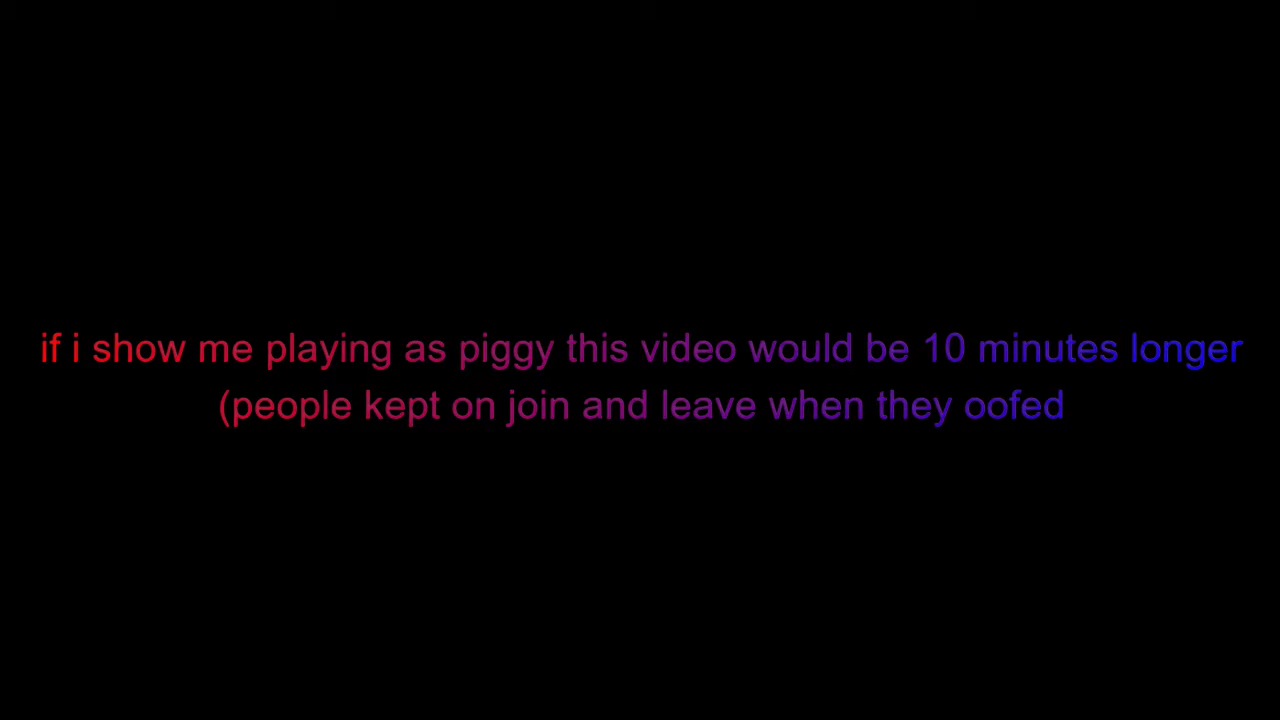 if i show me playing as piggy this video would be 10 minutes longer
(people kept on join and leave when they oofed